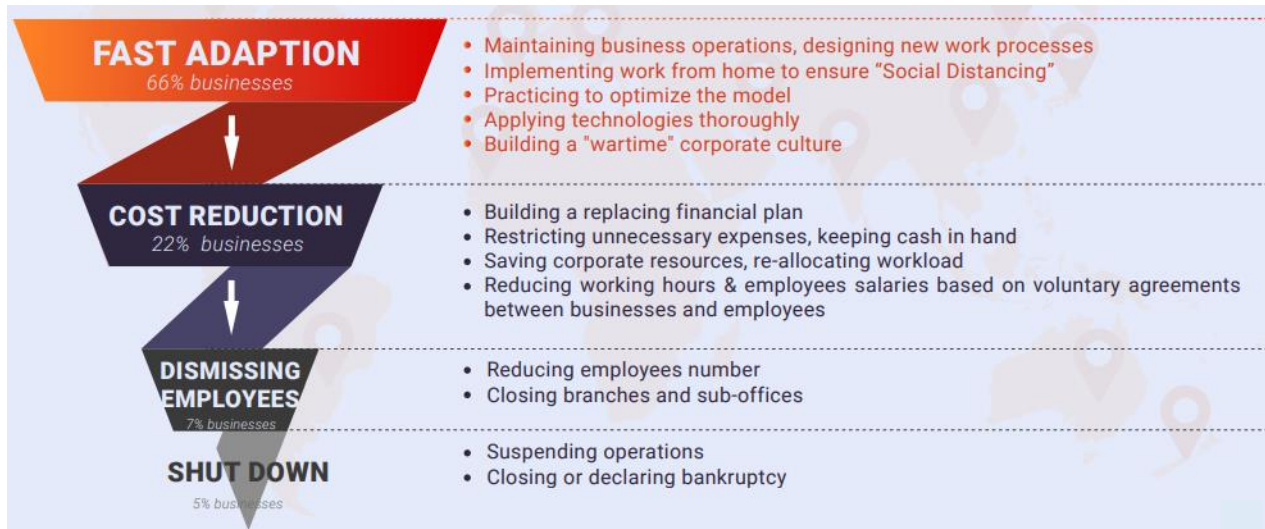 FAST ADAPTION
66% businesses
• Maintaining business operations, designing new work processes
• Implementing work from home to ensure “Social Distancing”
• Practicing to optimize the model
• Applying technologies thoroughly
• Building a "wartime" corporate culture
COST REDUCTION
22% businesses
• Building a replacing financial plan
• Restricting unnecessary expenses, keeping cash in hand
• Saving corporate resources, re-allocating workload
• Reducing working hours & employees salaries based on voluntary agreements
between businesses and employees
DISMISSING
EMPLOYEES
7% businesses
• Reducing employees number
• Closing branches and sub-offices
SHUT DOWN
5% businesses
• Suspending operations
• Closing or declaring bankruptcy